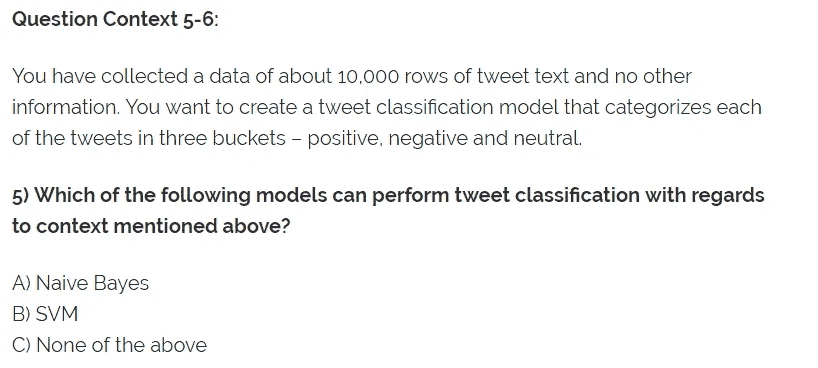 Question Context 5-6:
You have collected a data of about 10,000 rows of tweet text and no other
information. You want to create a tweet classification model that categorizes each
of the tweets in three buckets – positive, negative and neutral.
5) Which of the following models can perform tweet classification with regards
to context mentioned above?
A) Naive Bayes
B) SVM
C) None of the above